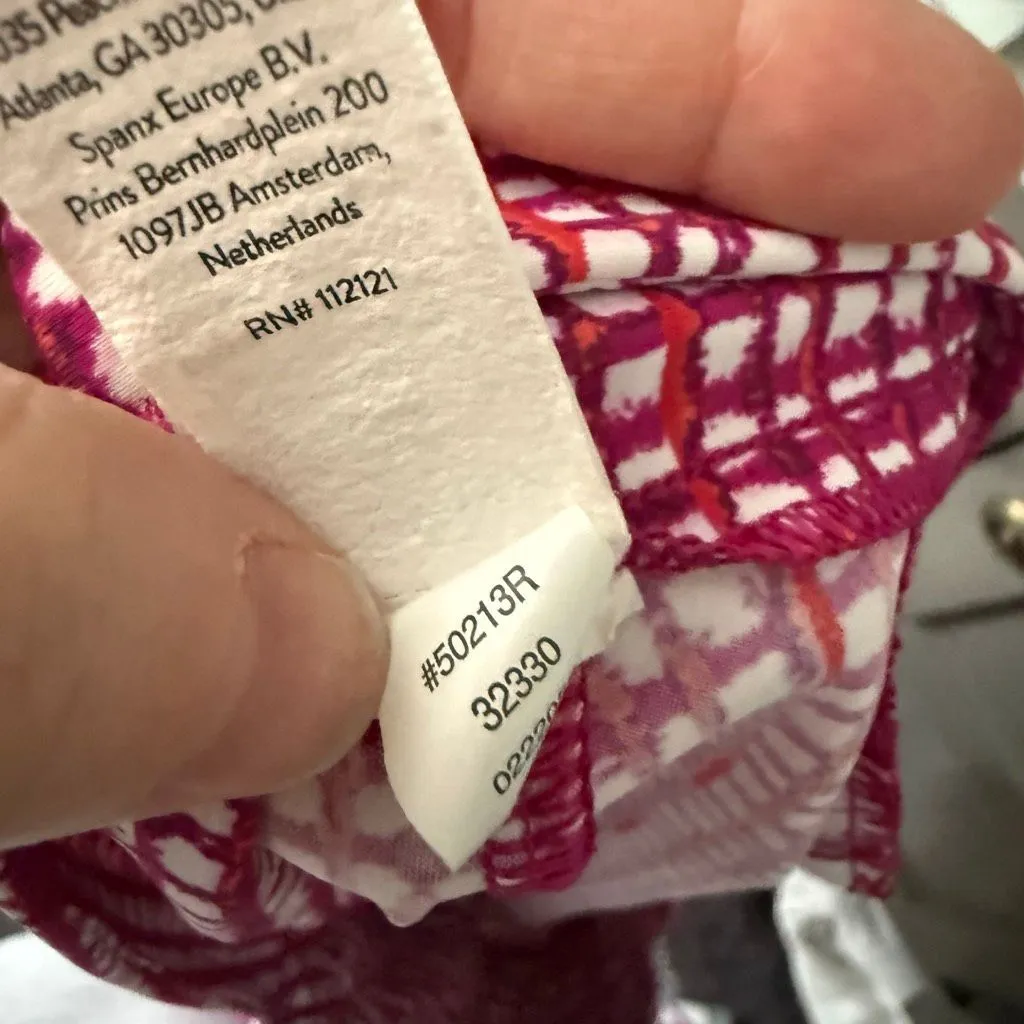 Atlanta, GA 30305,
Spanx Europe B.V.
Prins Bernhardplein 200
1097JB Amsterdam,
Netherlands
RN# 112121
#50213R
32330